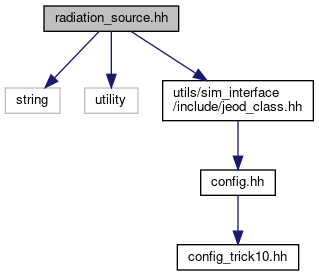 radiation_source.hh
string
utility
utils/sim_interface
/include/jeod_class.hh
config.hh
config_trick10.hh